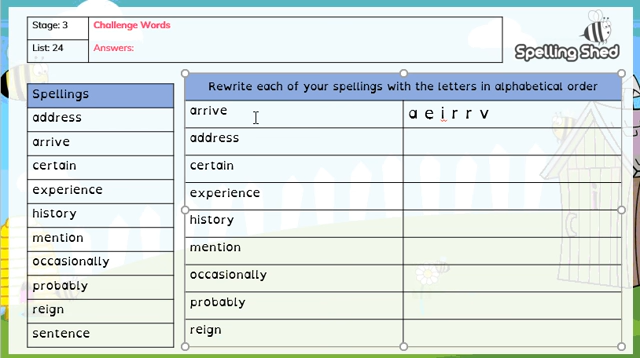 Stage: 3
Challenge Words
List: 24
Answers:
Spelling Shed
Spellings
address
arrive
certain
experience
history
mention
occasionally
probably
reign
sentence
Rewrite each of your spellings with the letters in alphabetical order
arrive a e i r r v
address
certain
experience
history
mention
occasionally
probably
reign